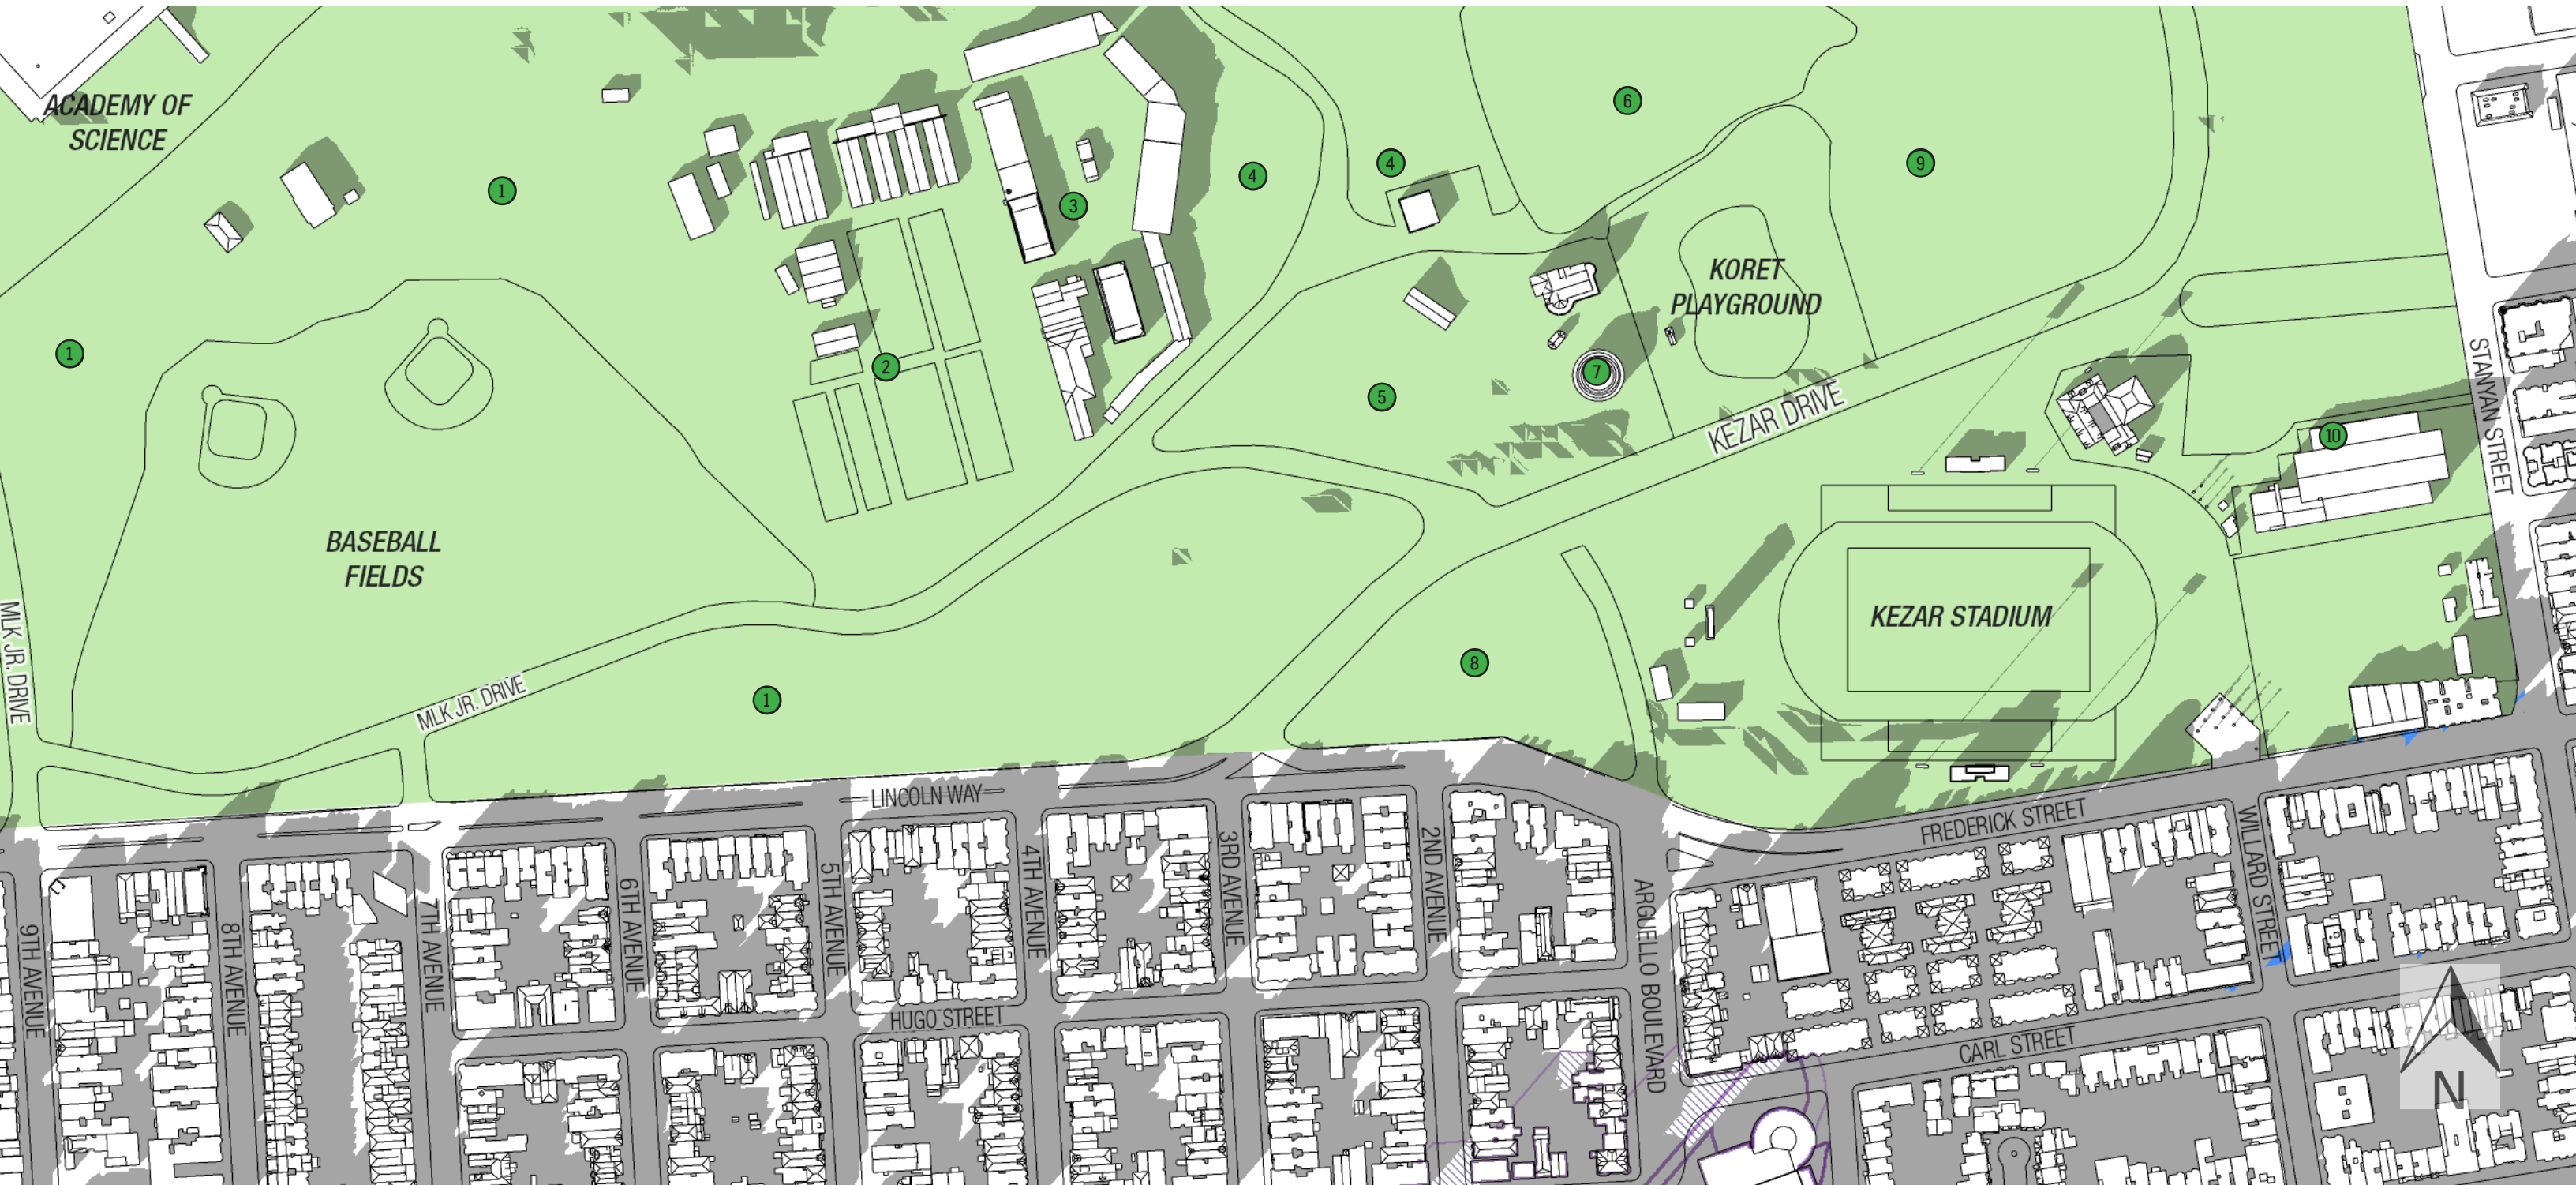 ACADEMY OF
SCIENCE
6
1
4
4
9
3
KORET
PLAYGROUND
1
2
7
5
KEZAR DRIVE
STANYAN STREET
10
BASEBALL
FIELDS
KEZAR STADIUM
MLK JR. DRIVE
MLK JR. DRIVE
1
8
LINCOLN WAY
FREDERICK STREET
9TH AVENUE
8TH AVENUE
7TH AVENUE
6TH AVENUE
5TH AVENUE
4TH AVENUE
3RD AVENUE
2ND AVENUE
ARGUELLO BOULEVARD
WILLARD STREET
HUGO STREET
CARL STREET
N